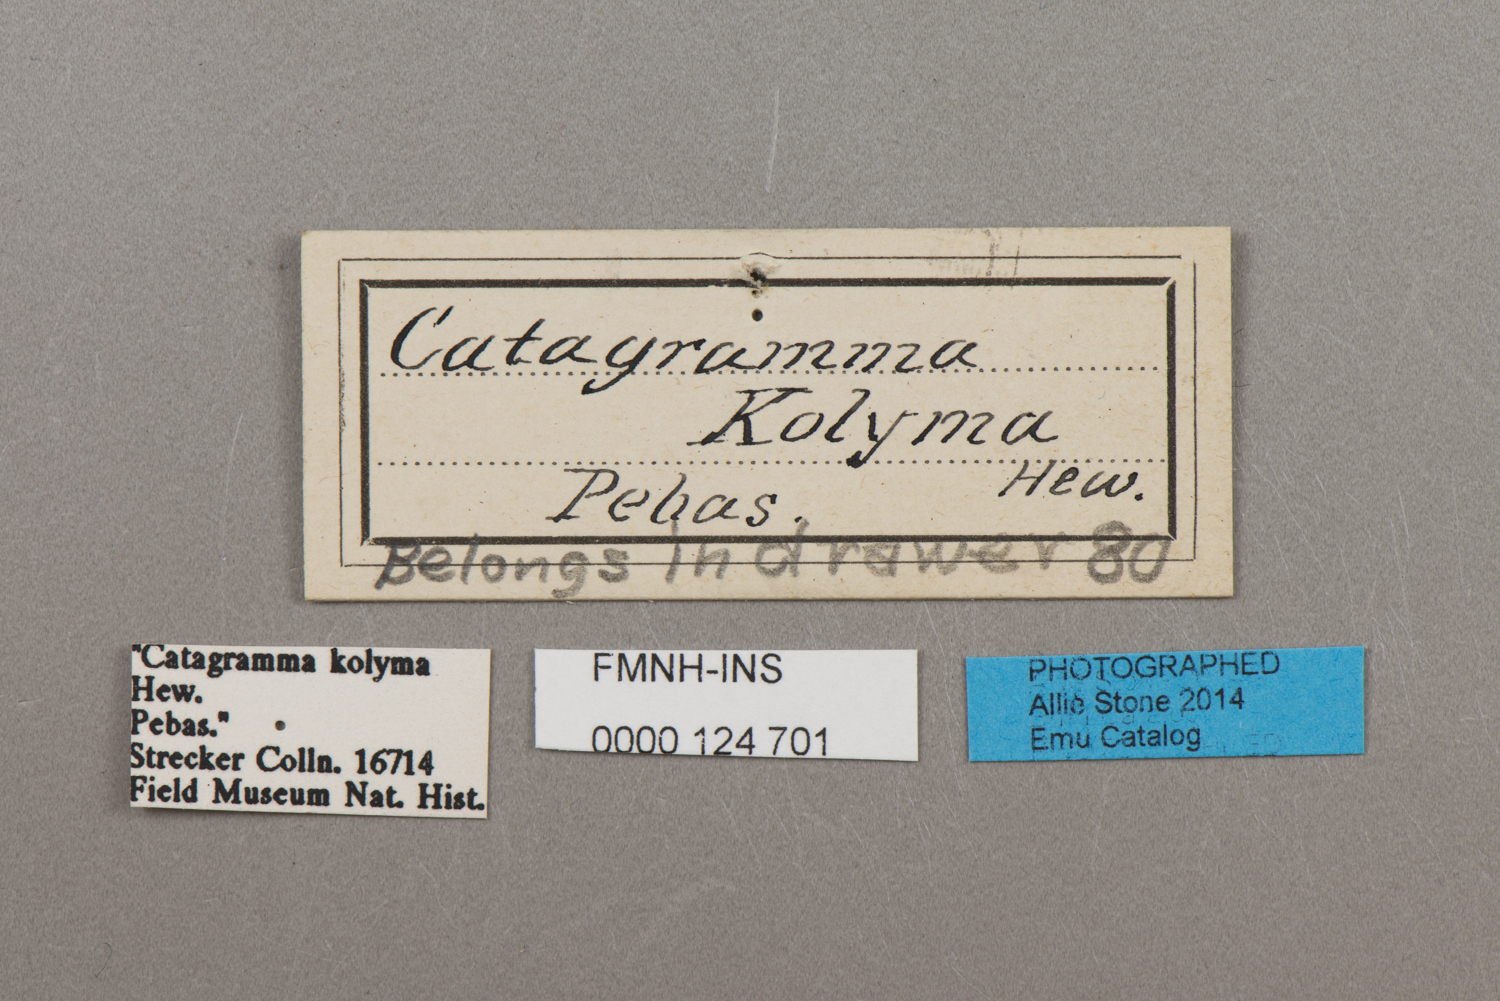 Catagramma
Kolyma
Hew.
Pebas.
Belongs in drawer 80
"Catagramma kolyma
Hew.
Pebas."
Strecker Colln. 16714
Field Museum Nat. Hist.
FMNH-INS
0000 124 701
PHOTOGRAPHED
Allie Stone 2014
Emu Catalog